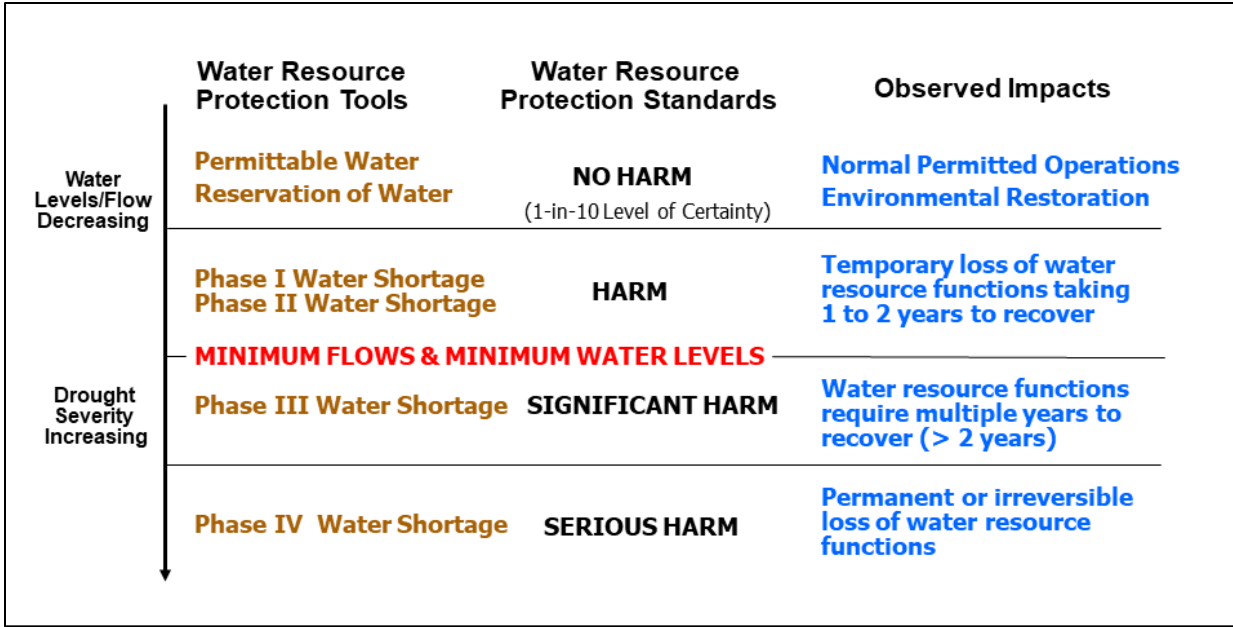 Water Resource
Protection Tools
Water Resource
Protection Standards
Observed Impacts
Water
Levels/Flow
Decreasing
Permittable Water
Reservation of Water
NO HARM
(1-in-10 Level of Certainty)
Normal Permitted Operations
Environmental Restoration
Phase I Water Shortage
Phase II Water Shortage
HARM
Temporary loss of water
resource functions taking
1 to 2 years to recover
MINIMUM FLOWS & MINIMUM WATER LEVELS
Drought
Severity
Increasing
Phase III Water Shortage
SIGNIFICANT HARM
Water resource functions
require multiple years to
recover (> 2 years)
Phase IV Water Shortage
SERIOUS HARM
Permanent or irreversible
loss of water resource
functions